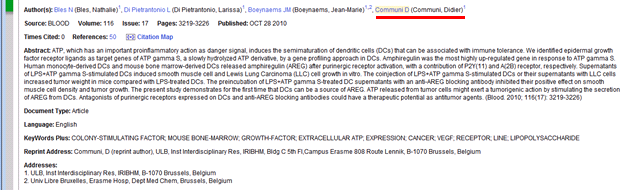 Author(s): Bles N (Bles, Nathalie)1, Di Pietrantonio L (Di Pietrantonio, Larissa)1, Boeynaems JM (Boeynaems, Jean-Marie)1,2, Communi D (Communi, Didier)1
Source: BLOOD Volume: 116 Issue: 17 Pages: 3219-3226 Published: OCT 28 2010
Times Cited: 0 References: 50 Citation Map
Abstract: ATP, which has an important proinflammatory action as danger signal, induces the semimaturation of dendritic cells (DCs) that can be associated with immune tolerance. We identified epidermal growth
factor receptor ligands as target genes of ATP gamma S, a slowly hydrolyzed ATP derivative, by a gene profiling approach in DCs. Amphiregulin was the most highly up-regulated gene in response to ATP gamma
S. Human monocyte-derived DCs and mouse bone marrow-derived DCs released amphiregulin (AREG) after purinergic receptor activation, with a contribution of P2Y(11) and A(2B) receptor, respectively. Supernatants
of LPS+ATP gamma S-stimulated DCs induced smooth muscle cell and Lewis Lung Carcinoma (LLC) cell growth in vitro. The coinjection of LPS+ATP gamma S-stimulated DCs or their supernatants with LLC cells
increased tumor weight in mice compared with LPS-treated DCs. The preincubation of LPS+ATP gamma S-treated DC supernatants with an anti-AREG blocking antibody inhibited their positive effect on smooth
muscle cell density and tumor growth. The present study demonstrates for the first time that DCs can be a source of AREG. ATP released from tumor cells might exert a tumorigenic action by stimulating the secretion
of AREG from DCs. Antagonists of purinergic receptors expressed on DCs and anti-AREG blocking antibodies could have a therapeutic potential as antitumor agents. (Blood. 2010; 116(17): 3219-3226)
Document Type: Article
Language: English
KeyWords Plus: COLONY-STIMULATING FACTOR; MOUSE BONE-MARROW; GROWTH-FACTOR; EXTRACELLULAR ATP; EXPRESSION; CANCER; VEGF; RECEPTOR; LINE; LIPOPOLYSACCHARIDE
Reprint Address: Communi, D (reprint author), ULB, Inst Interdisciplinary Res, IRIBHM, Bldg C 5th Fl,Campus Erasme 808 Route Lennik, B-1070 Brussels, Belgium
Addresses:
1. ULB, Inst Interdisciplinary Res, IRIBHM, B-1070 Brussels, Belgium
2. Univ Libre Bruxelles, Erasme Hosp, Dept Med Chem, Brussels, Belgium